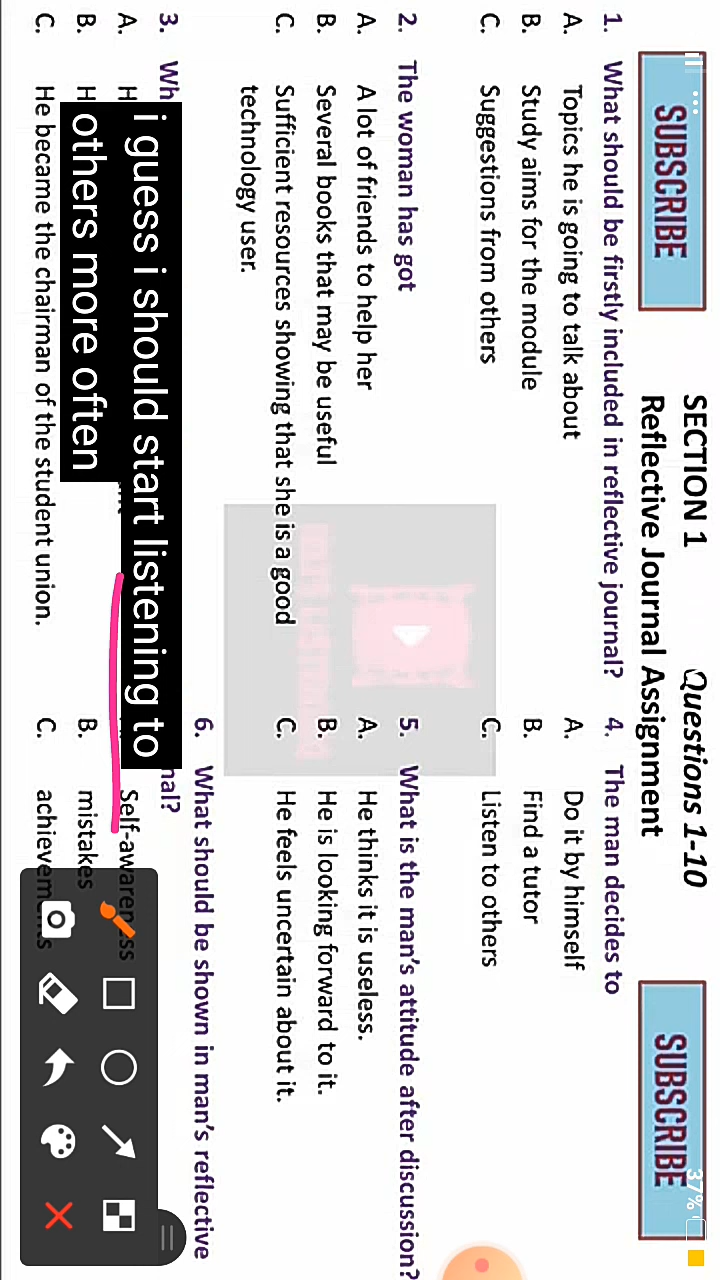 SUBSCRIBE
SECTION 1
Questions 1-10
SUBSCRIBE
37%
Reflective Journal Assignment
1. What should be firstly included in reflective journal?
A. Topics he is going to talk about
B. Study aims for the module
C. Suggestions from others
2. The woman has got
A. A lot of friends to help her
B. Several books that may be useful
C. Sufficient resources showing that she is a good
technology user.
3. Wh
A. H
B. H
C. He became the chairman of the student union.
i guess i should start listening to
others more often
4. The man decides to
A. Do it by himself
B. Find a tutor
C. Listen to others
5. What is the man's attitude after discussion?
A. He thinks it is useless.
B. He is looking forward to it.
C. He feels uncertain about it.
6. What should be shown in man's reflective
nal?
Self-awareness
B. mistakes
C. achievements